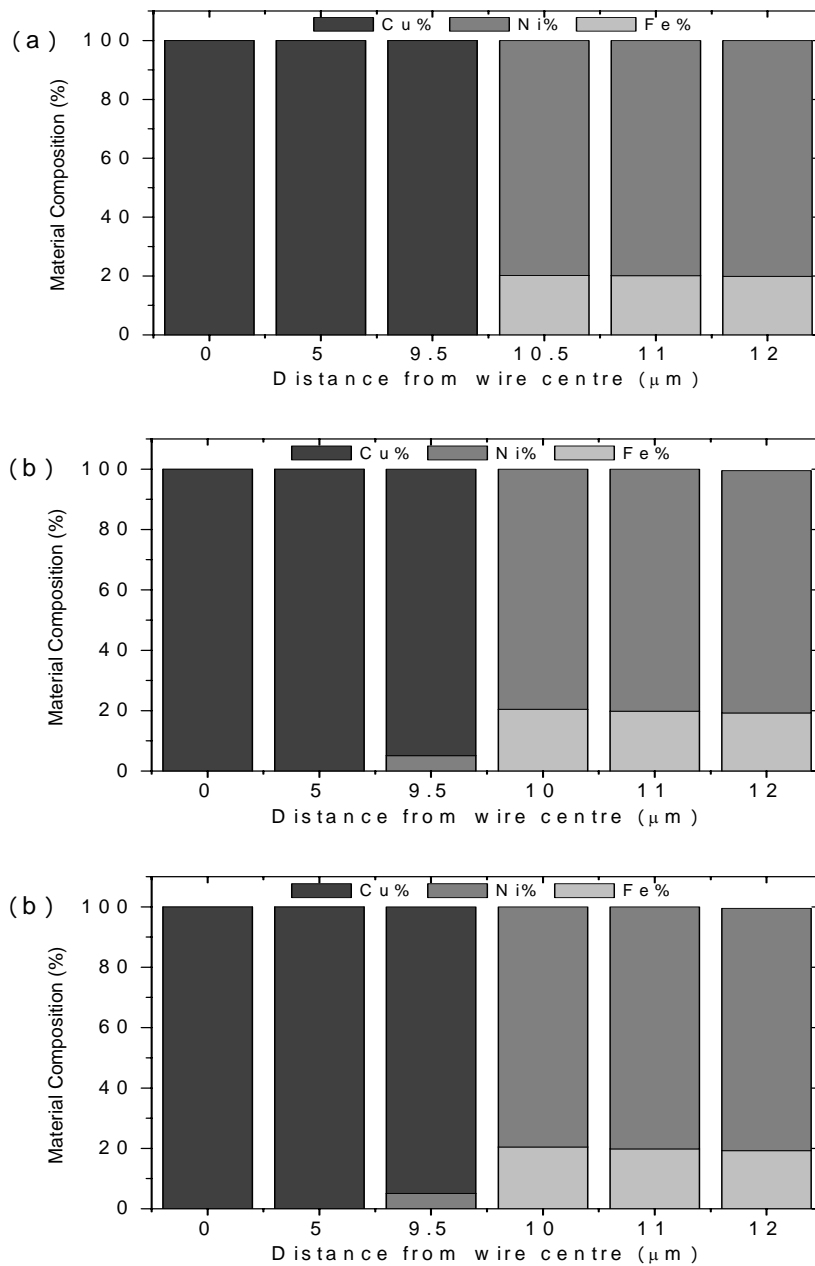 (a)
Cu% Ni% Fe%
100
80
60
40
20
0
Material Composition (%)
0 5 9.5 10.5 11 12
Distance from wire centre (μm)
(b)
Cu% Ni% Fe%
100
80
60
40
20
0
Material Composition (%)
0 5 9.5 10 11 12
Distance from wire centre (μm)
(b)
Cu% Ni% Fe%
100
80
60
40
20
0
Material Composition (%)
0 5 9.5 10 11 12
Distance from wire centre (μm)